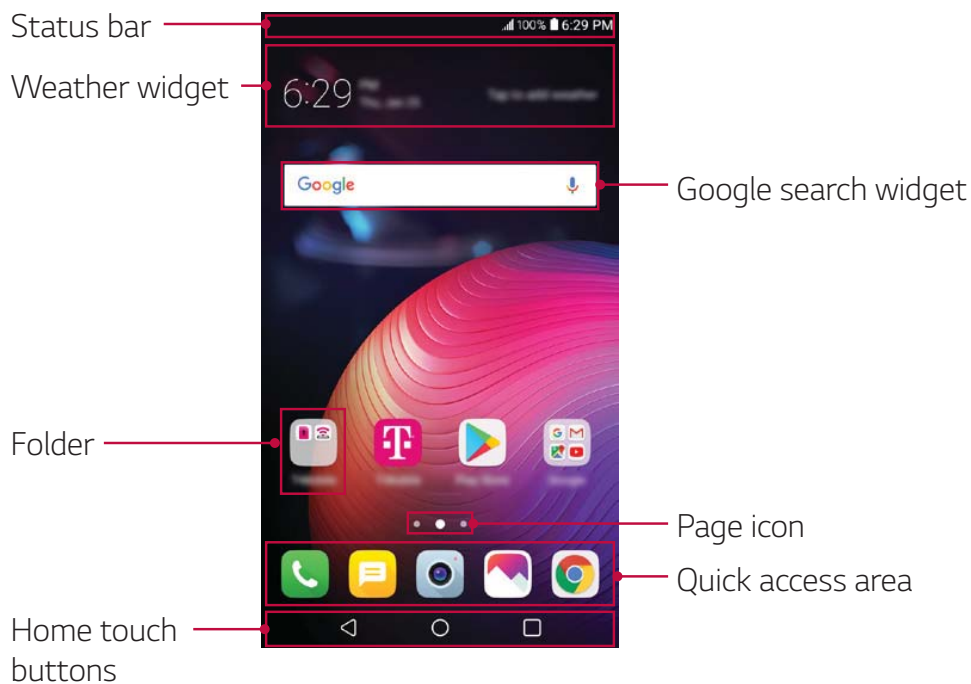 Status bar
100% 6:29 PM
Weather widget
6:29
Google
Google search widget
Folder
Page icon
Quick access area
Home touch
buttons